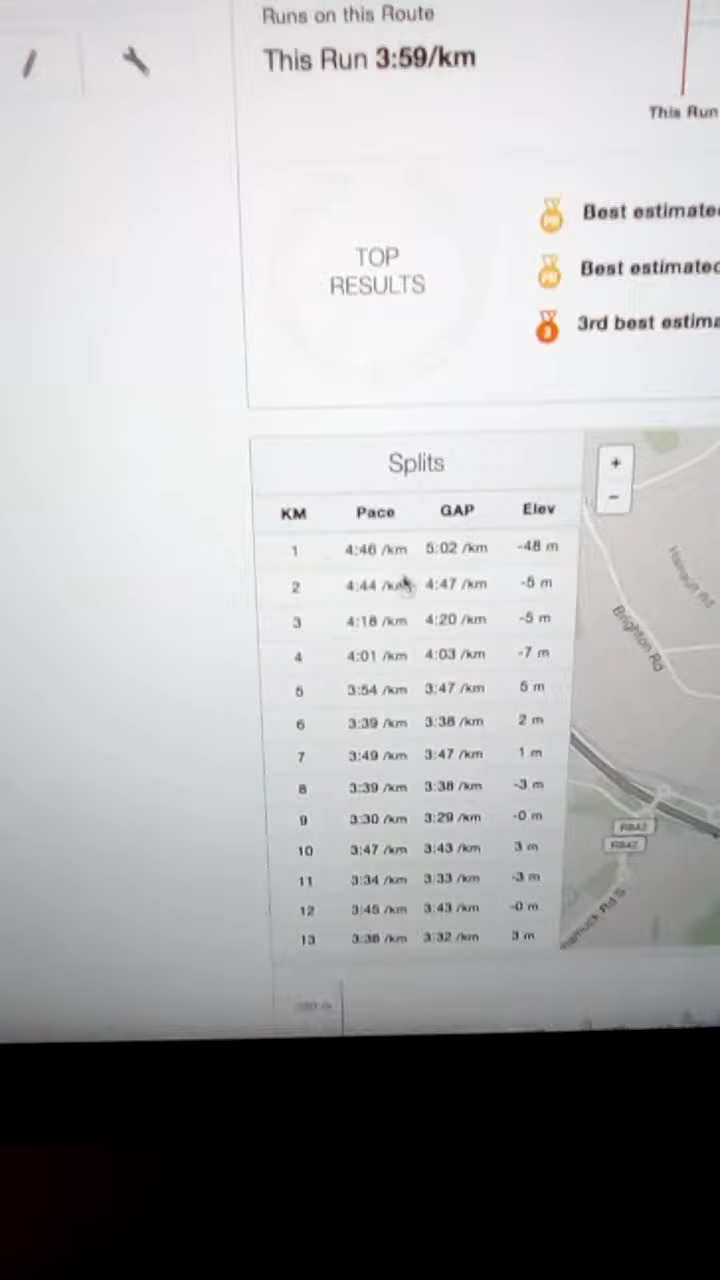 Runs on this Route
This Run 3:59/km
This Run
TOP
RESULTS
Best estimated
Best estimated
3rd best estima
Splits
KM Pace GAP Elev
1 4:46 /km 5:02 /km -48 m
2 4:44 /km 4:47 /km -5 m
3 4:18 /km 4:20 /km -5 m
4 4:01 /km 4:03 /km -7 m
5 3:54 /km 3:47 /km 5 m
6 3:39 /km 3:38 /km 2 m
7 3:49 /km 3:47 /km 1 m
8 3:39 /km 3:38 /km -3 m
9 3:30 /km 3:29 /km -0 m
10 3:47 /km 3:43 /km 3 m
11 3:34 /km 3:33 /km -3 m
12 3:45 /km 3:43 /km -0 m
13 3:36 /km 3:32 /km 3 m
+
-
Brighton Rd
Rd
R842
R842
Rd S